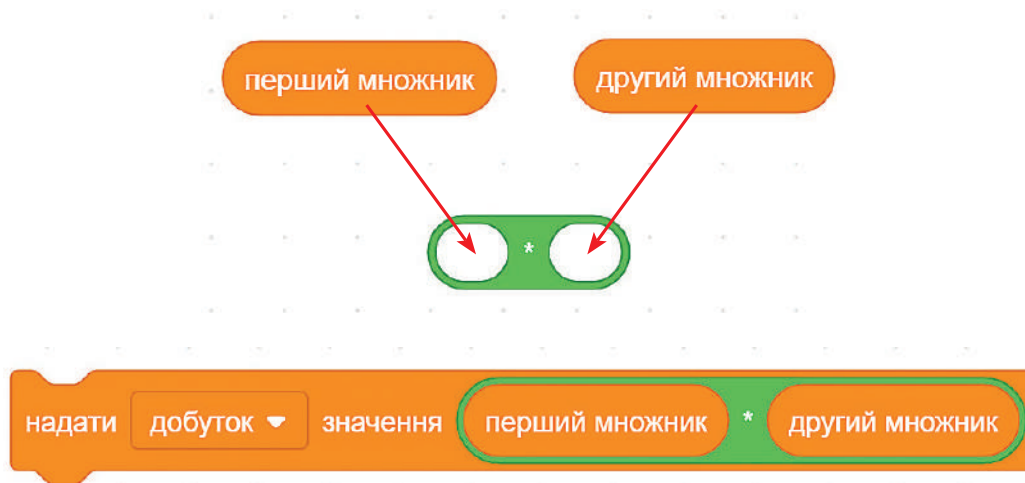 перший множник другий множник
*
надати добуток значення перший множник * другий множник